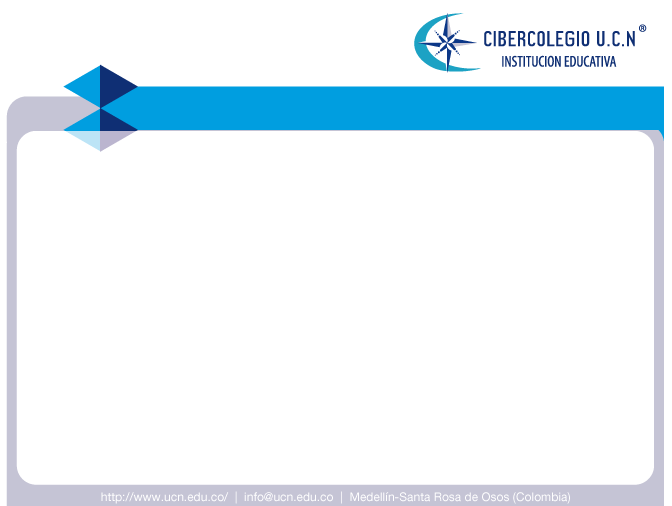 CIBERCOLEGIO U.C.N®
INSTITUCION EDUCATIVA
http://www.ucn.edu.co/ | info@ucn.edu.co | Medellín-Santa Rosa de Osos (Colombia)